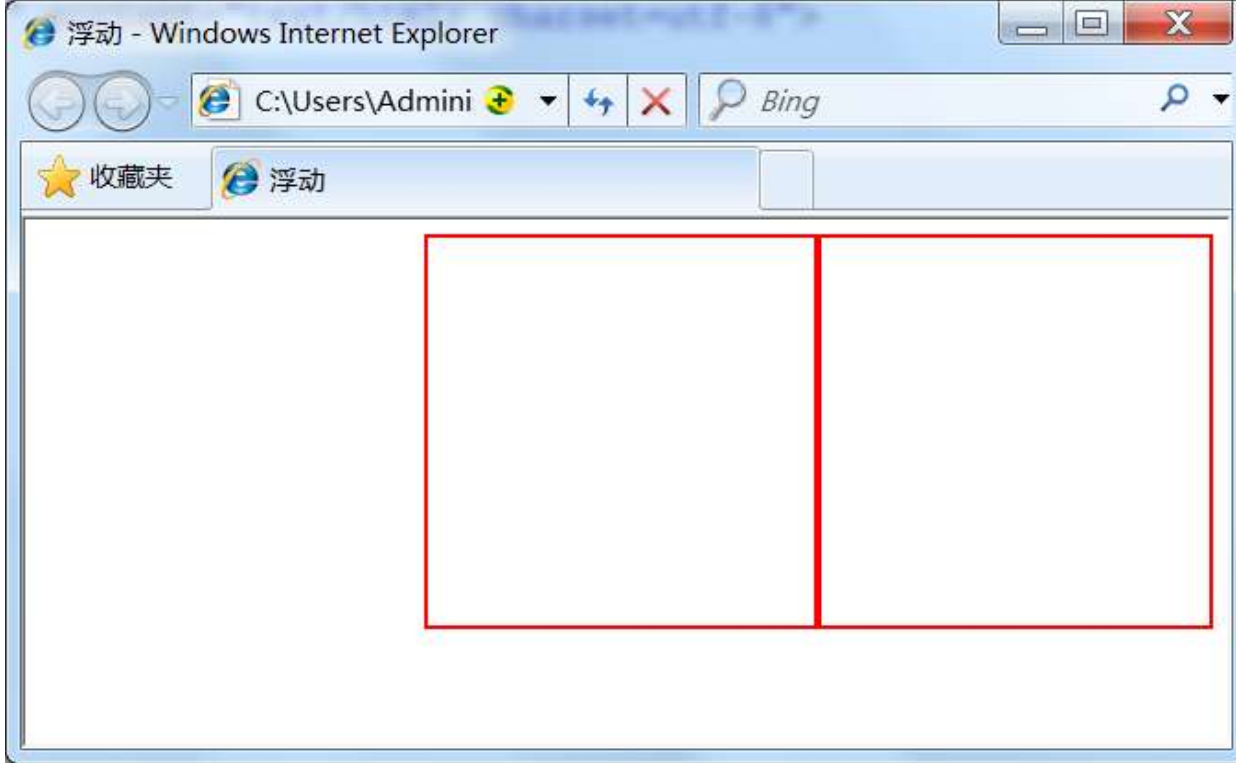 浮动 - Windows Internet Explorer
C:\Users\Admini
Bing
收藏夹
浮动